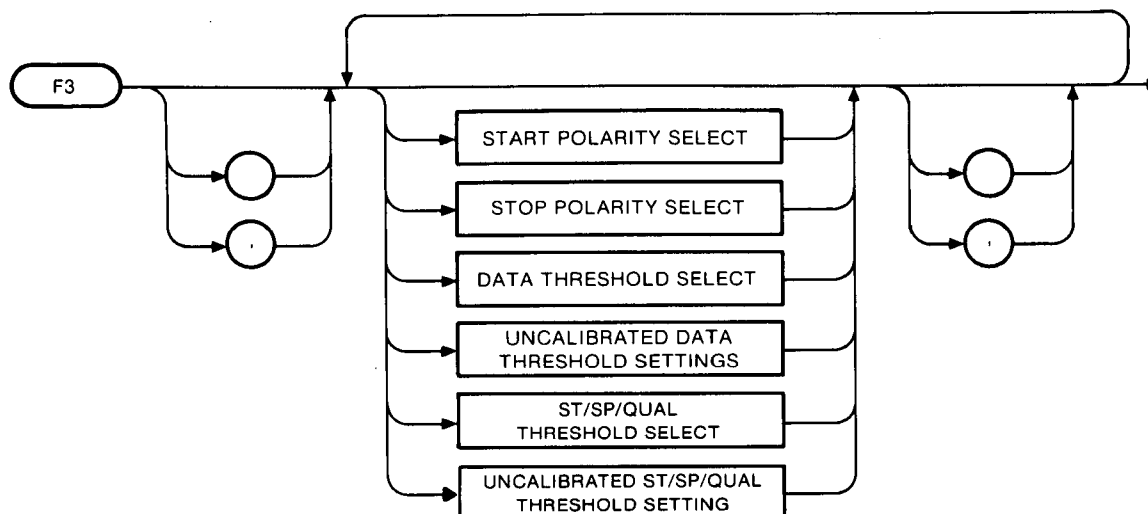 F3
START POLARITY SELECT
,
STOP POLARITY SELECT
,
DATA THRESHOLD SELECT
UNCALIBRATED DATA
THRESHOLD SETTINGS
ST/SP/QUAL
THRESHOLD SELECT
UNCALIBRATED ST/SP/QUAL
THRESHOLD SETTING